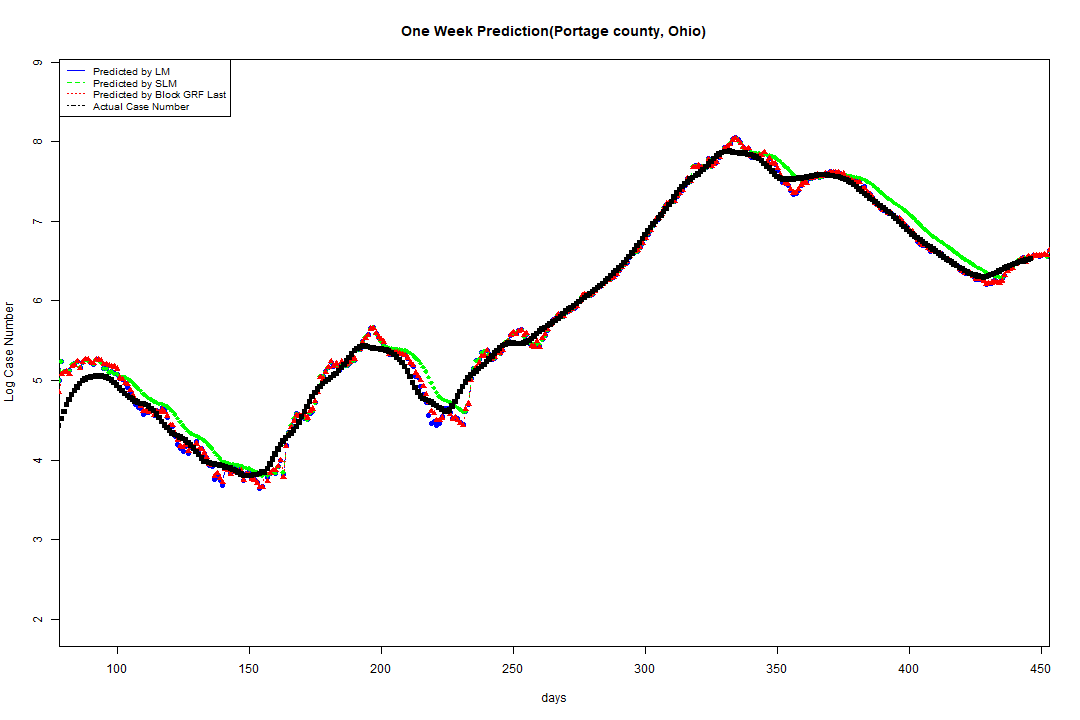 One Week Prediction(Portage county, Ohio)
Predicted by LM
Predicted by SLM
Predicted by Block GRF Last
Actual Case Number
Log Case Number
9
8
7
6
5
4
3
2
100 150 200 250 300 350 400 450
days